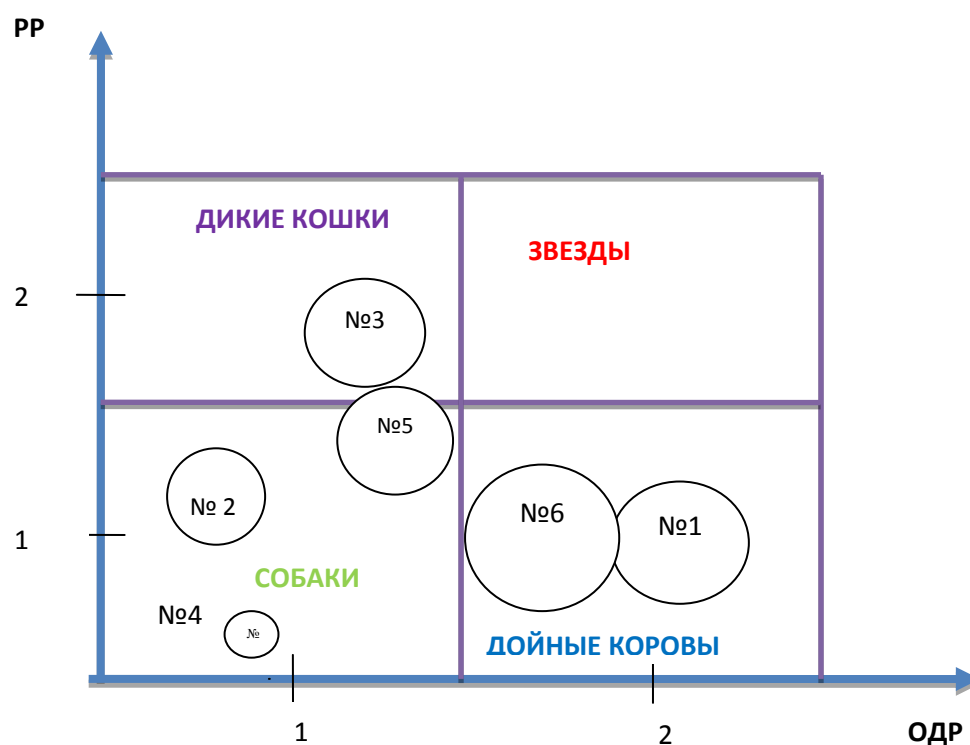 РР
ДИКИЕ КОШКИ
ЗВЕЗДЫ
2
№3
№5
№ 2
№6
№1
1
СОБАКИ
№4
№
ДОЙНЫЕ КОРОВЫ
1
2
ОДР